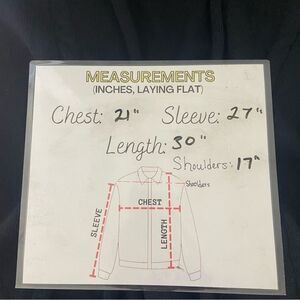 MEASUREMENTS
(INCHES, LAYING FLAT)
Chest: 21" Sleeve: 27"
Length: 30"
Shoulders: 17"
Shoulders
SLEEVE
CHEST
LENGTH